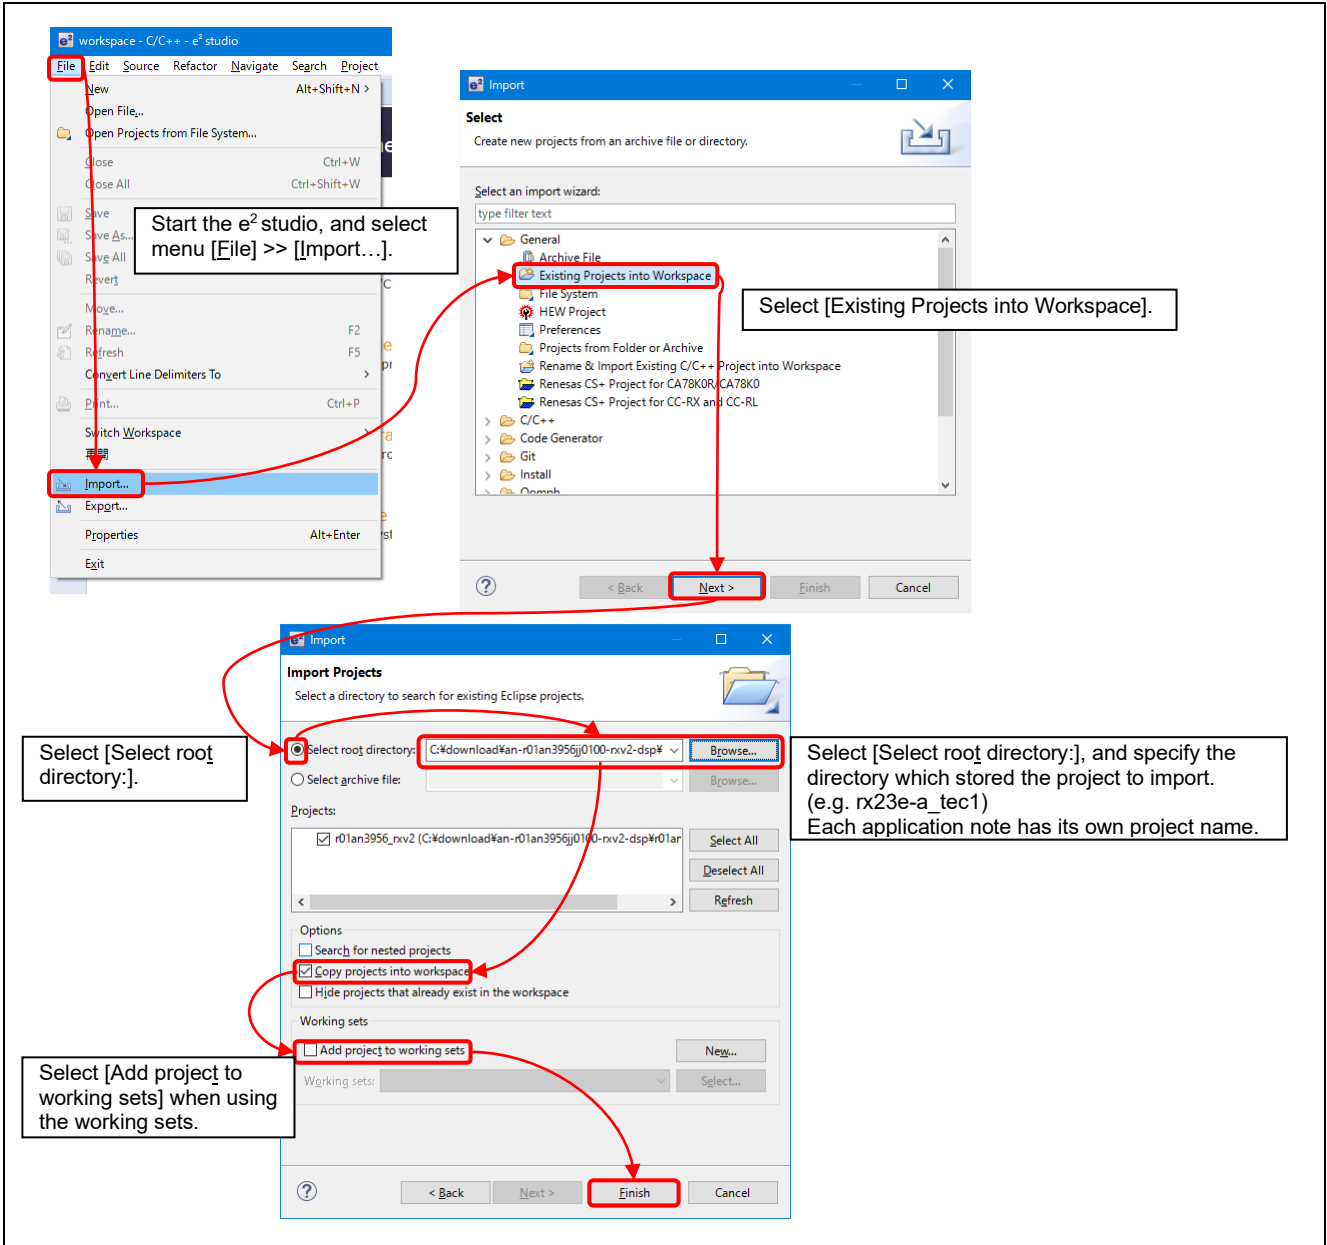 workspace - C/C++ - e² studio
File Edit Source Refactor Navigate Search Project
New Alt+Shift+N >
Open File...
Open Projects from File System...
Close Ctrl+W
Close All Ctrl+Shift+W
Save
Save As...
Save All
Revert
Move...
Rename... F2
Refresh F5
Convert Line Delimiters To >
Print... Ctrl+P
Switch Workspace >
再開
Import...
Export...
Properties Alt+Enter
Exit
Start the e² studio, and select
menu [File] >> [Import…].
Import
Select
Create new projects from an archive file or directory.
Select an import wizard:
type filter text
General
Archive File
Existing Projects into Workspace
File System
HEW Project
Preferences
Projects from Folder or Archive
Rename & Import Existing C/C++ Project into Workspace
Renesas CS+ Project for CA78K0R/CA78K0
Renesas CS+ Project for CC-RX and CC-RL
C/C++
Code Generator
Git
Install
Oomph
? < Back Next > Finish Cancel
Select [Existing Projects into Workspace].
Import
Import Projects
Select a directory to search for existing Eclipse projects.
Select root directory: C:¥download¥an-r01an3956jj0100-rxv2-dsp¥ Browse...
Select archive file: Browse...
Projects:
r01an3956_rxv2 (C:¥download¥an-r01an3956jj0100-rxv2-dsp¥r01an
Select All
Deselect All
Refresh
Options
Search for nested projects
Copy projects into workspace
Hide projects that already exist in the workspace
Working sets
Add project to working sets New...
Working sets: Select...
? < Back Next > Finish Cancel
Select [Select root
directory:].
Select [Select root directory:], and specify the
directory which stored the project to import.
(e.g. rx23e-a_tec1)
Each application note has its own project name.
Select [Add project to
working sets] when using
the working sets.